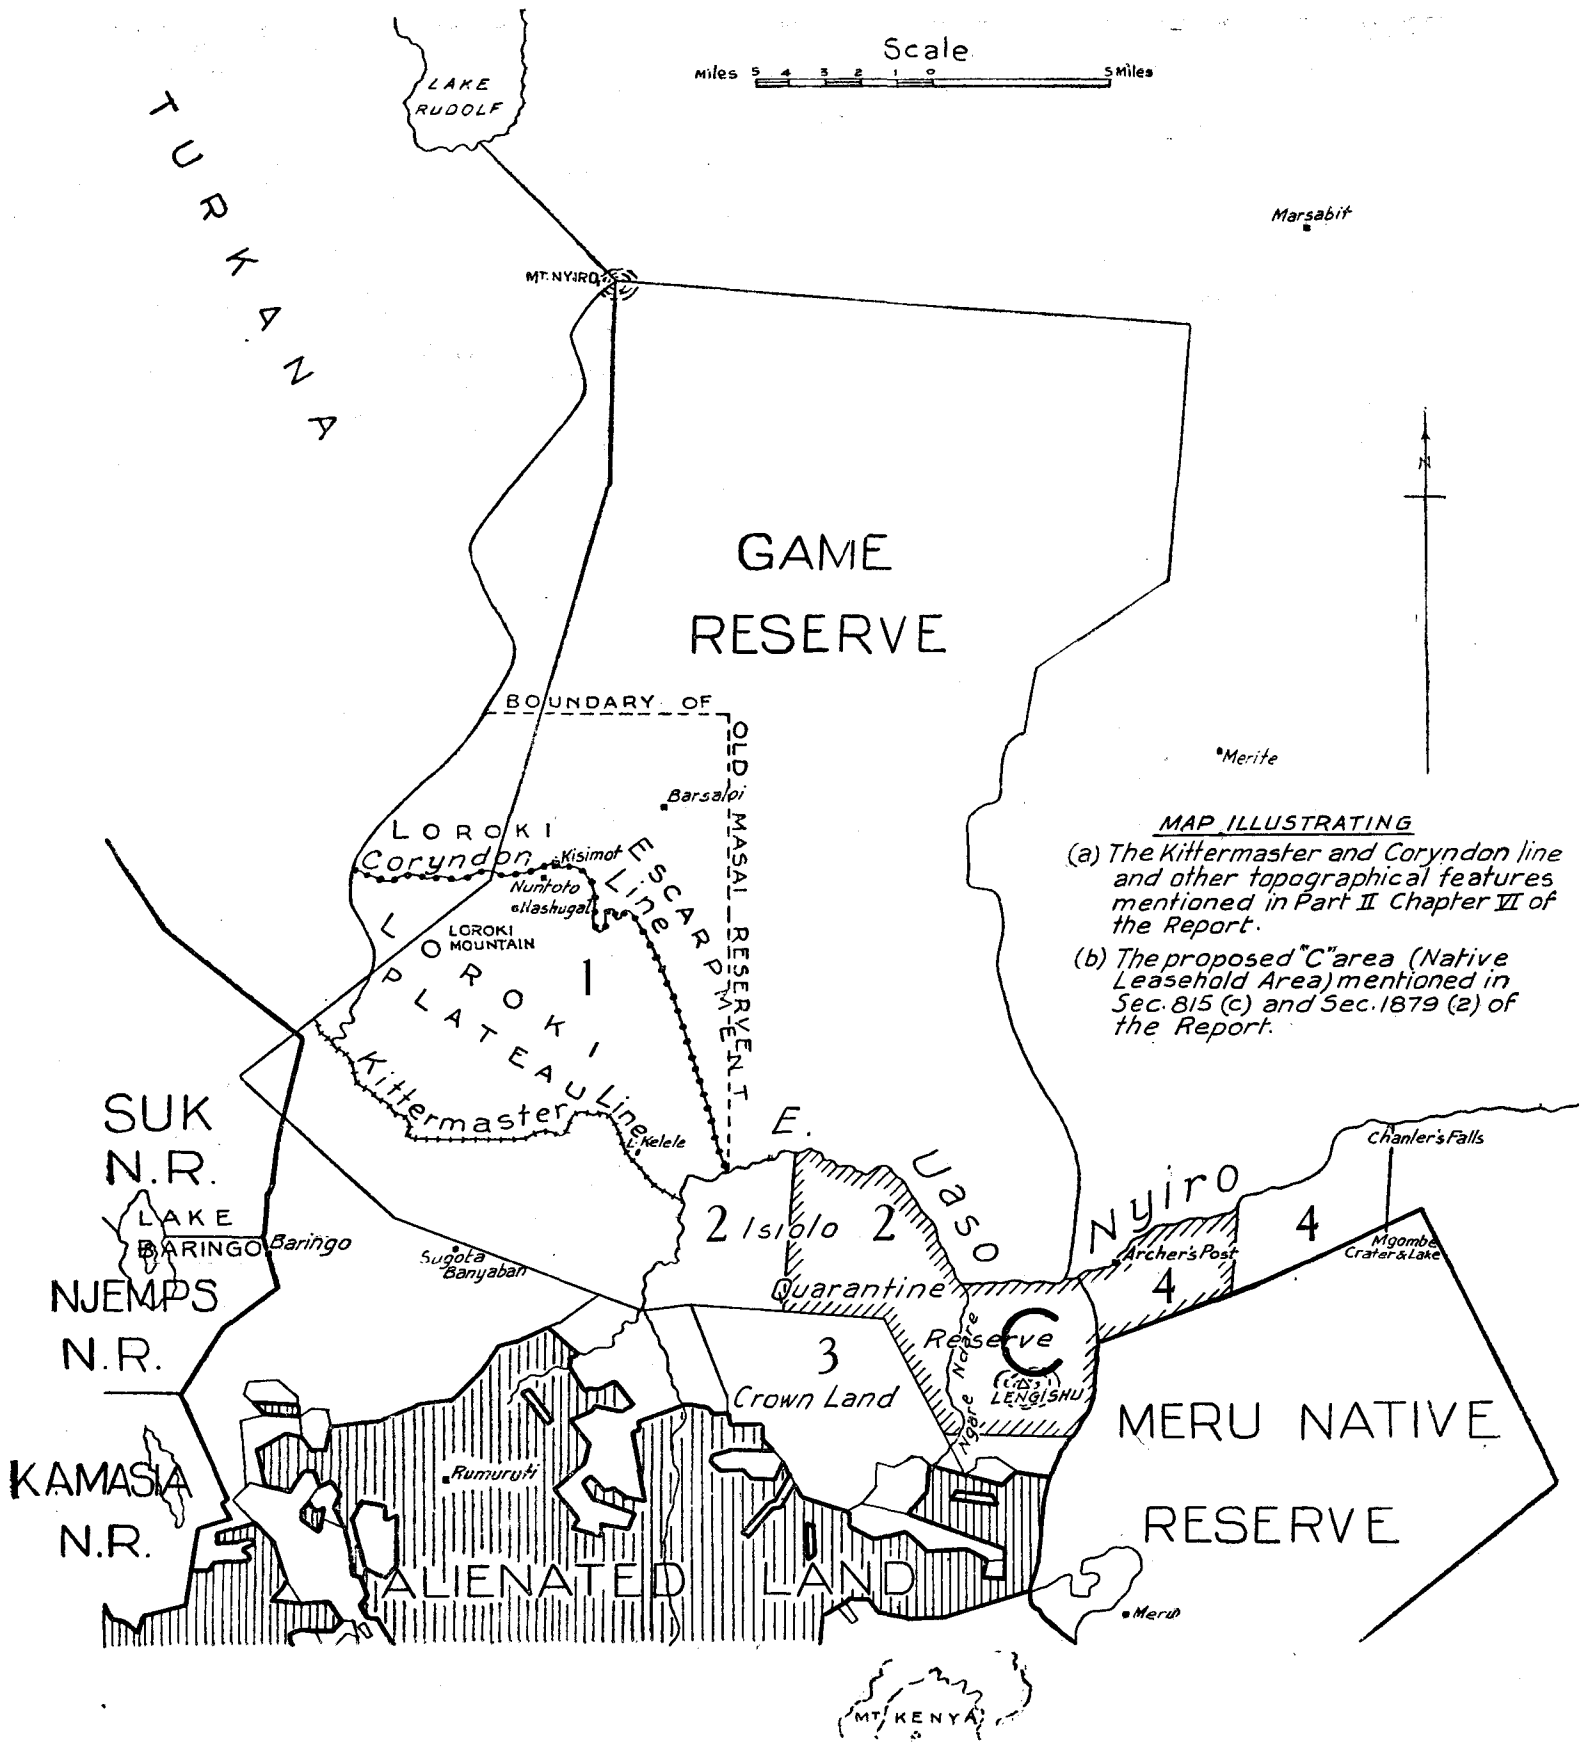 Scale
Miles 5 4 3 2 1 0 5 Miles
LAKE
RUDOLF
TURKANA
Marsabit
MT. NYIRO
N
GAME
RESERVE
BOUNDARY OF
OLD MASAI RESERVE
Merite
Barsaloi
MAP ILLUSTRATING
(a) The Kittermaster and Coryndon line
and other topographical features
mentioned in Part II Chapter VI of
the Report.
(b) The proposed "C" area (Native
Leasehold Area) mentioned in
Sec. 815 (c) and Sec. 1879 (2) of
the Report.
LOROKI
ESCARPMENT
Coryndon Line
Kisimot
Nuntoto
Nashugal
LOROKI
MOUNTAIN
1
LOROKI
PLATEAU
Kittermaster Line
L. Kelele
SUK
N.R.
E. Uaso Nyiro
Chanler's Falls
LAKE
BARINGO
Baringo
Sugota
Banyaban
2 Isiolo 2
4
Archer's Post
Mgombe
Crater & Lake
4
Quarantine
NJEMPS
N.R.
Reserve
C
Ngare Ndare
LENGISHU
3
Crown Land
MERU NATIVE
RESERVE
KAMASIA
N.R.
Rumuruti
ALIENATED LAND
Meru
MT. KENYA